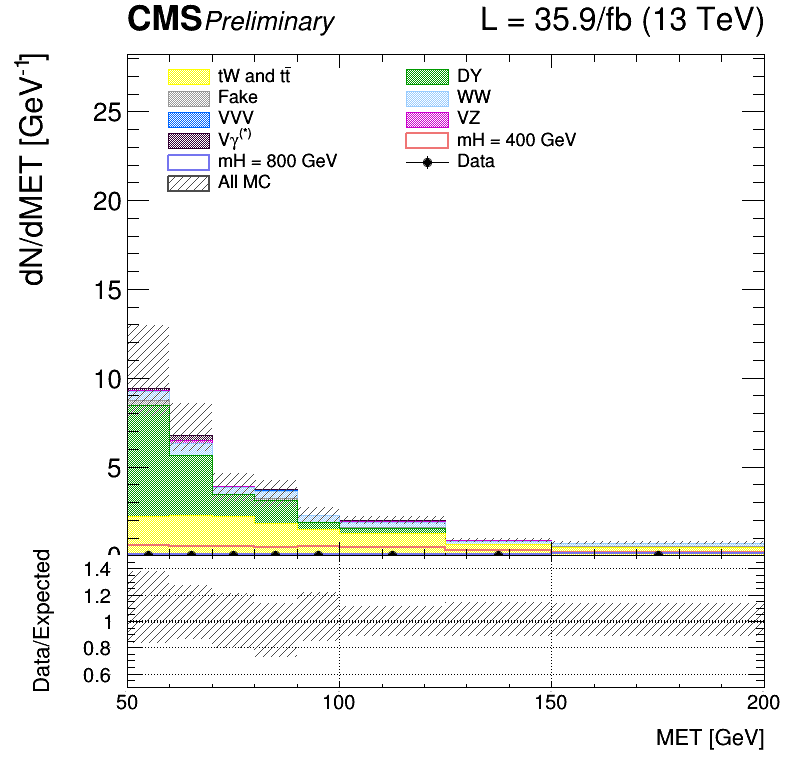 CMS Preliminary L = 35.9/fb (13 TeV)
dN/dMET [GeV⁻¹]
tW and tt̄ DY
Fake WW
VVV VZ
Vγ(*) mH = 400 GeV
mH = 800 GeV Data
All MC
25
20
15
10
5
0
Data/Expected
1.4
1.2
1
0.8
0.6
50 100 150 200
MET [GeV]